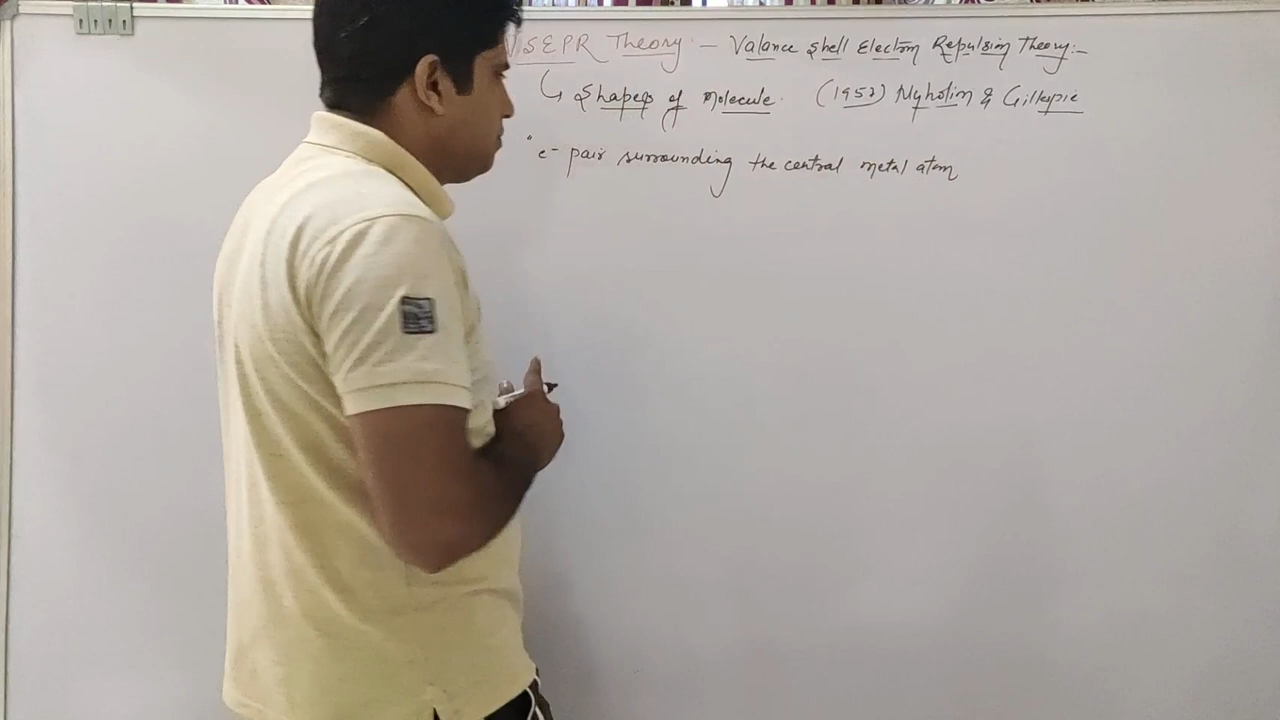 VSEPR Theory - Valance Shell Electron Repulsion Theory:-
↳ Shapes of Molecule. (1957) Nyholm & Gillespie
"e- pair surrounding the central metal atom